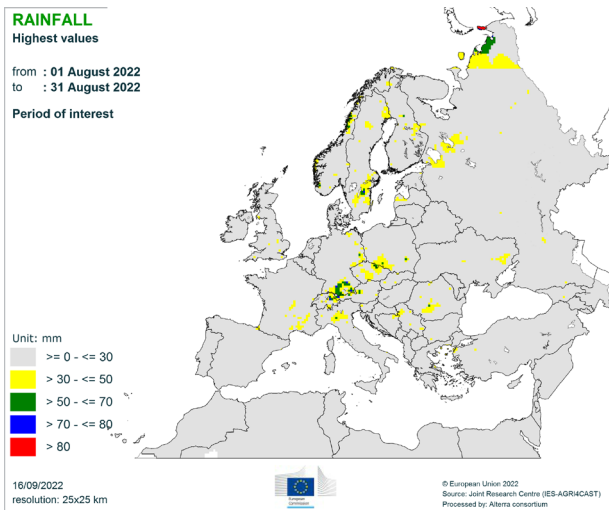 RAINFALL
Highest values
from : 01 August 2022
to : 31 August 2022
Period of interest
Unit: mm
>= 0 - <= 30
> 30 - <= 50
> 50 - <= 70
> 70 - <= 80
> 80
16/09/2022
resolution: 25x25 km
European
Commission
© European Union 2022
Source: Joint Research Centre (IES-AGRI4CAST)
Processed by: Alterra consortium